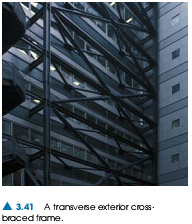 ▲ 3.41 A transverse exterior cross-
braced frame.